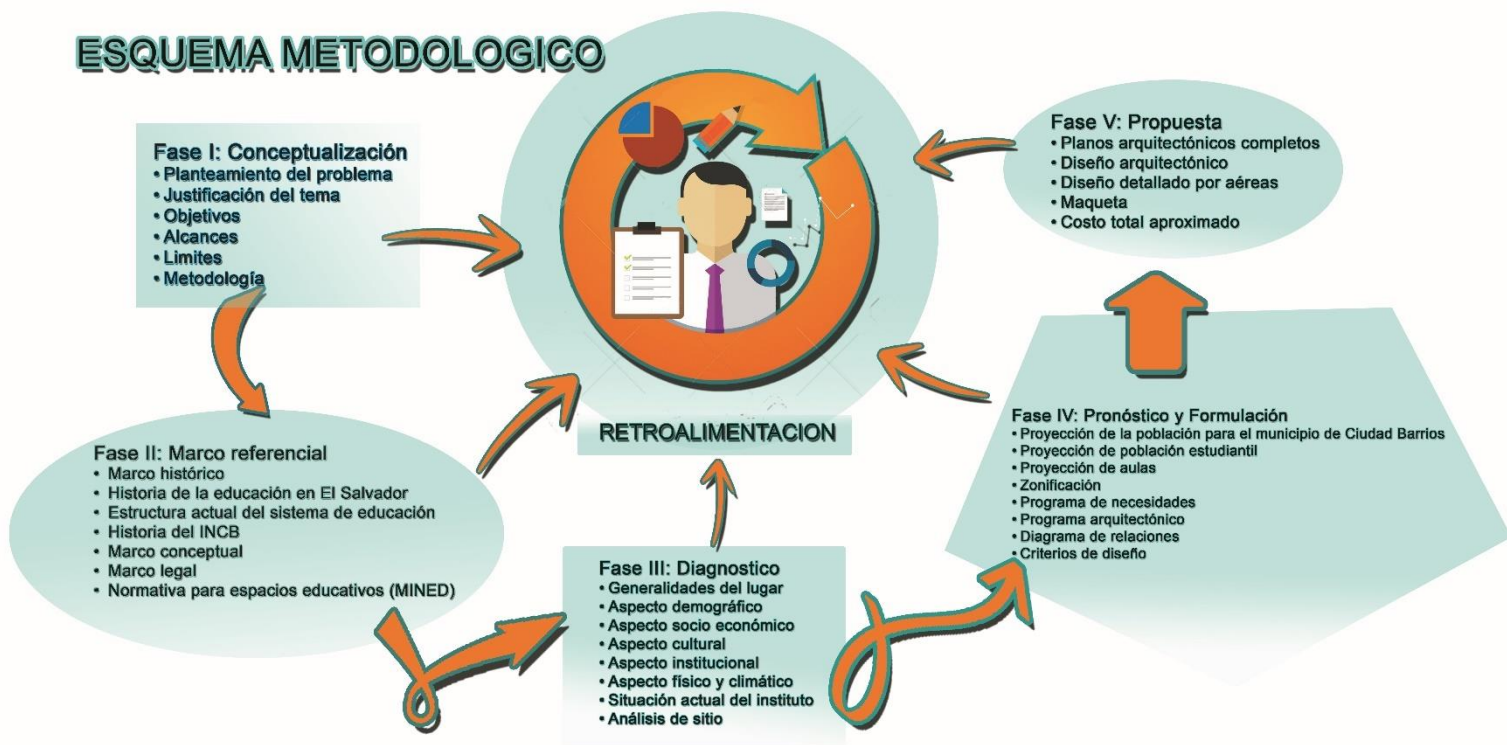 ESQUEMA METODOLOGICO
Fase I: Conceptualización
• Planteamiento del problema
• Justificación del tema
• Objetivos
• Alcances
• Limites
• Metodología
Fase II: Marco referencial
• Marco histórico
• Historia de la educación en El Salvador
• Estructura actual del sistema de educación
• Historia del INCB
• Marco conceptual
• Marco legal
• Normativa para espacios educativos (MINED)
RETROALIMENTACION
Fase III: Diagnostico
• Generalidades del lugar
• Aspecto demográfico
• Aspecto socio económico
• Aspecto cultural
• Aspecto institucional
• Aspecto físico y climático
• Situación actual del instituto
• Análisis de sitio
Fase IV: Pronóstico y Formulación
• Proyección de la población para el municipio de Ciudad Barrios
• Proyección de población estudiantil
• Proyección de aulas
• Zonificación
• Programa de necesidades
• Programa arquitectónico
• Diagrama de relaciones
• Criterios de diseño
Fase V: Propuesta
• Planos arquitectónicos completos
• Diseño arquitectónico
• Diseño detallado por aéreas
• Maqueta
• Costo total aproximado